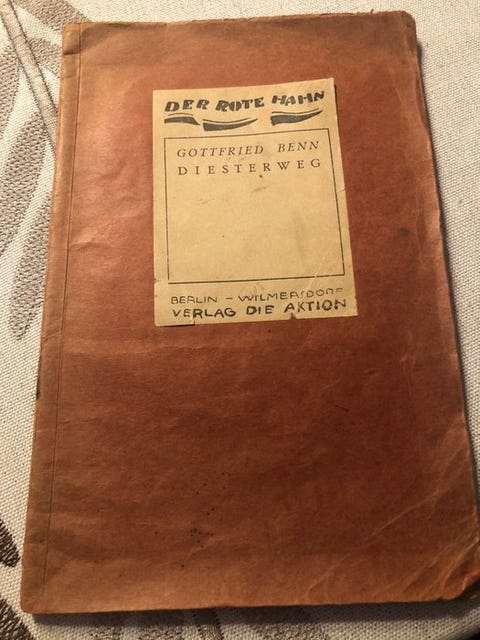 DER ROTE HAHN
GOTTFRIED BENN
DIESTERWEG
BERLIN – WILMERSDORF
VERLAG DIE AKTION